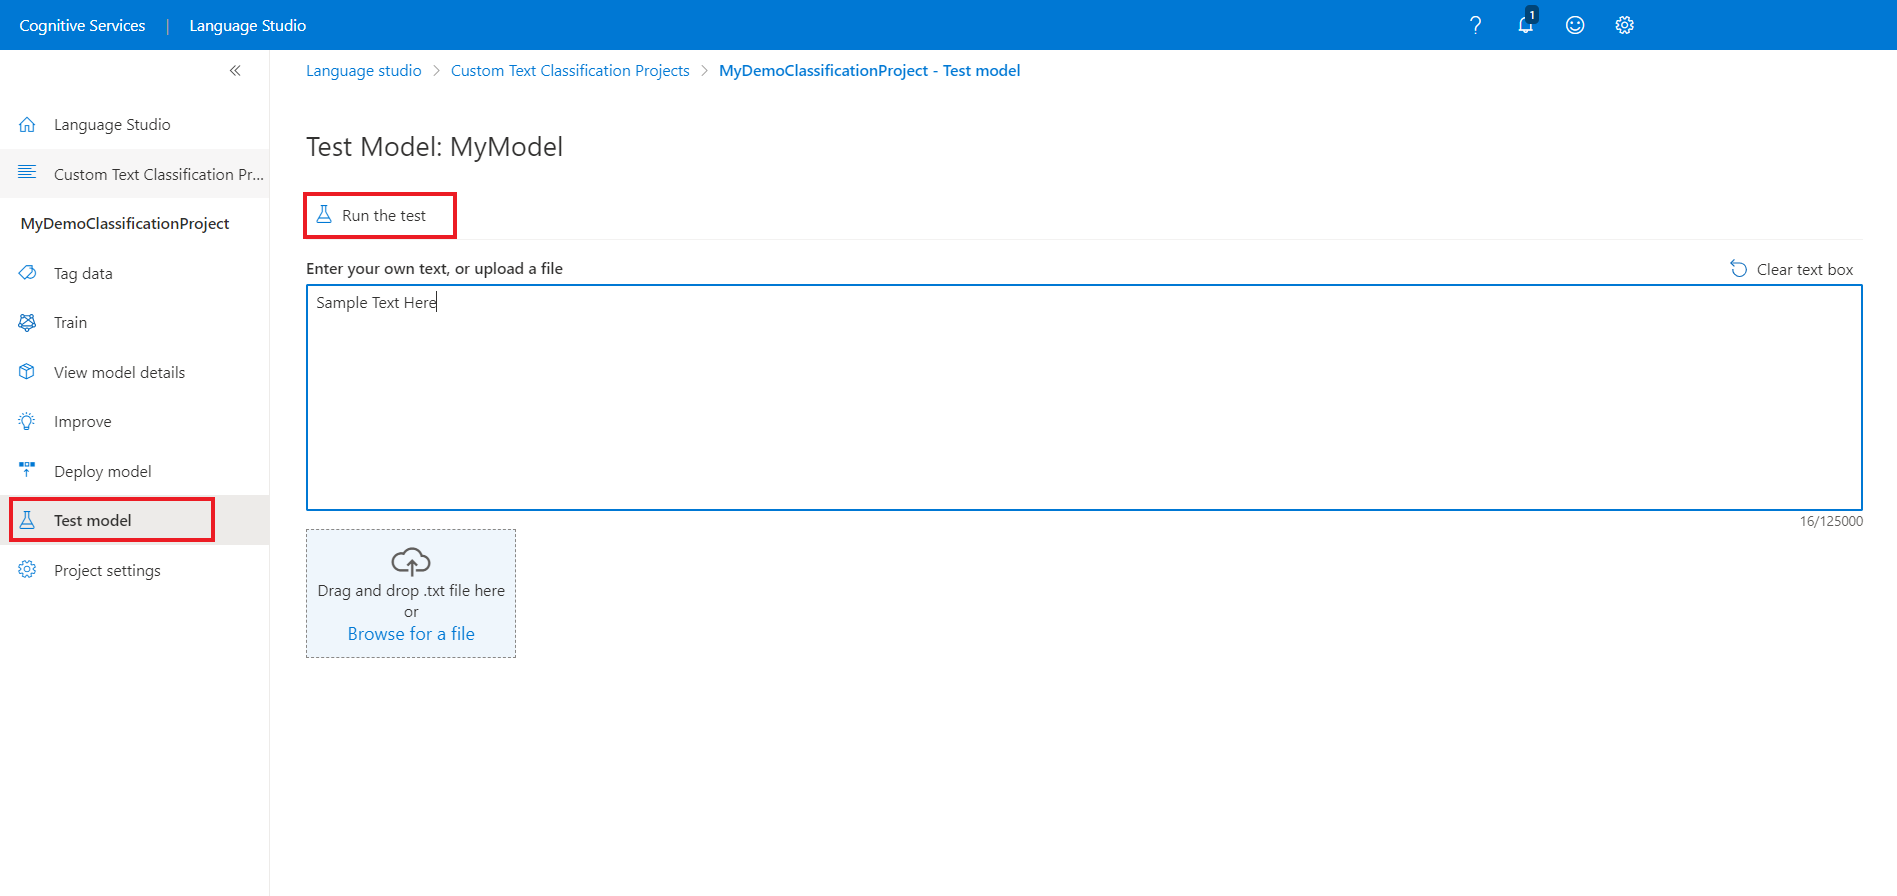 Cognitive Services | Language Studio
1
Language studio > Custom Text Classification Projects > MyDemoClassificationProject - Test model
Language Studio
Custom Text Classification Pr...
MyDemoClassificationProject
Tag data
Train
View model details
Improve
Deploy model
Test model
Project settings
Test Model: MyModel
Run the test
Enter your own text, or upload a file
Clear text box
Sample Text Here
16/125000
Drag and drop .txt file here
or
Browse for a file